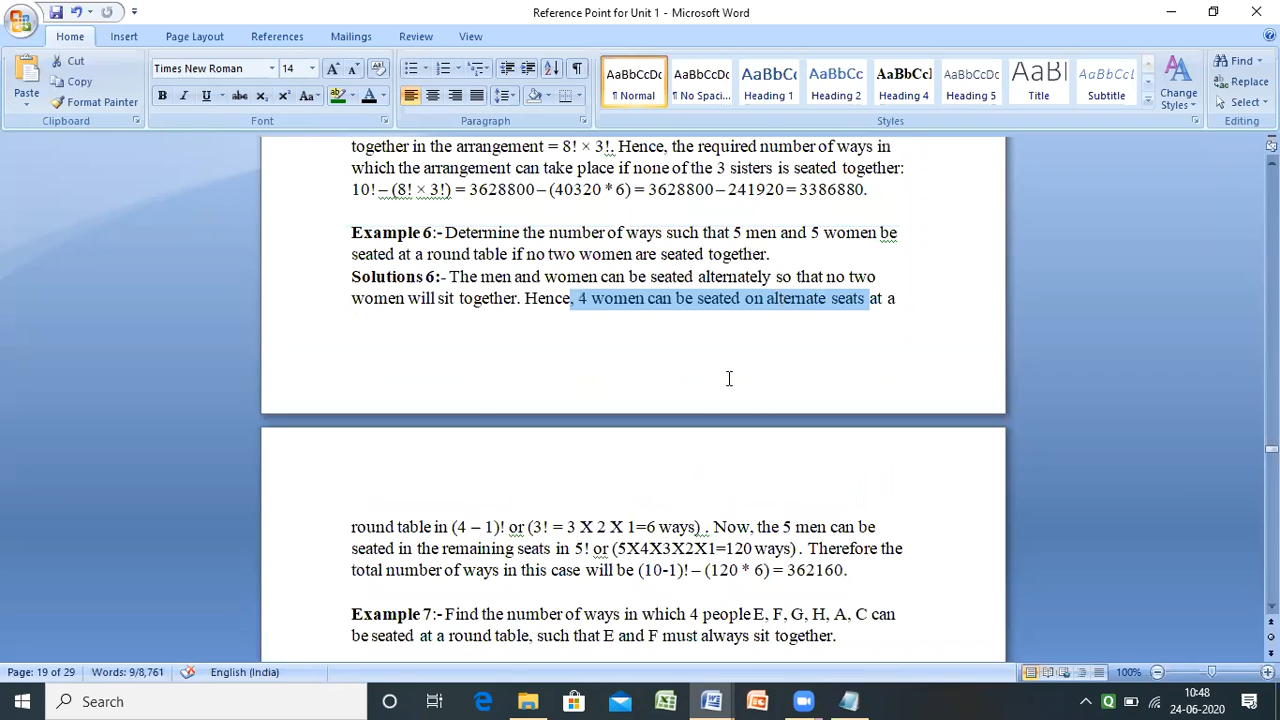 Reference Point for Unit 1 - Microsoft Word
Home Insert Page Layout References Mailings Review View
Paste Cut Copy Format Painter
Times New Roman 14
B I U abc x₂ x² Aa A
AaBbCcDc AaBbCcDc AaBbC AaBbCc AaBbCc AaBbCcDc AaBl AaBbCcL
¶ Normal ¶ No Spaci... Heading 1 Heading 2 Heading 4 Heading 5 Title Subtitle
Change Styles
Find Replace Select
Clipboard Font Paragraph Styles Editing
together in the arrangement = 8! × 3!. Hence, the required number of ways in
which the arrangement can take place if none of the 3 sisters is seated together:
10! – (8! × 3!) = 3628800 – (40320 * 6) = 3628800 – 241920 = 3386880.
Example 6:- Determine the number of ways such that 5 men and 5 women be
seated at a round table if no two women are seated together.
Solutions 6:- The men and women can be seated alternately so that no two
women will sit together. Hence, 4 women can be seated on alternate seats at a
round table in (4 – 1)! or (3! = 3 X 2 X 1=6 ways) . Now, the 5 men can be
seated in the remaining seats in 5! or (5X4X3X2X1=120 ways). Therefore the
total number of ways in this case will be (10-1)! – (120 * 6) = 362160.
Example 7:- Find the number of ways in which 4 people E, F, G, H, A, C can
be seated at a round table, such that E and F must always sit together.
Page: 19 of 29 Words: 9/8,761 English (India) 100%
Search
10:48
24-06-2020